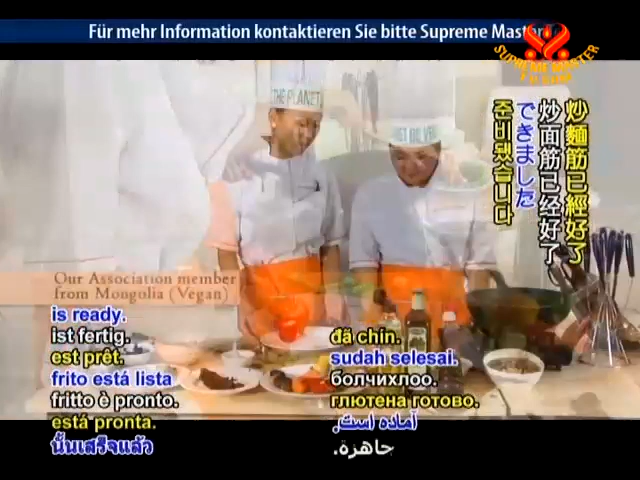 Für mehr Information kontaktieren Sie bitte Supreme Master
SUPREME MASTER
THE PLANET
炒麵筋已經好了
炒面筋已经好了
できました
준비됐습니다
Our Association member
from Mongolia (Vegan)
is ready.
ist fertig.
est prêt.
frito está lista
fritto è pronto.
está pronta.
นั้นเสร็จแล้ว
đã chín.
sudah selesai.
болчихлоо.
глютена готово.
آماده است.
جاهزة.